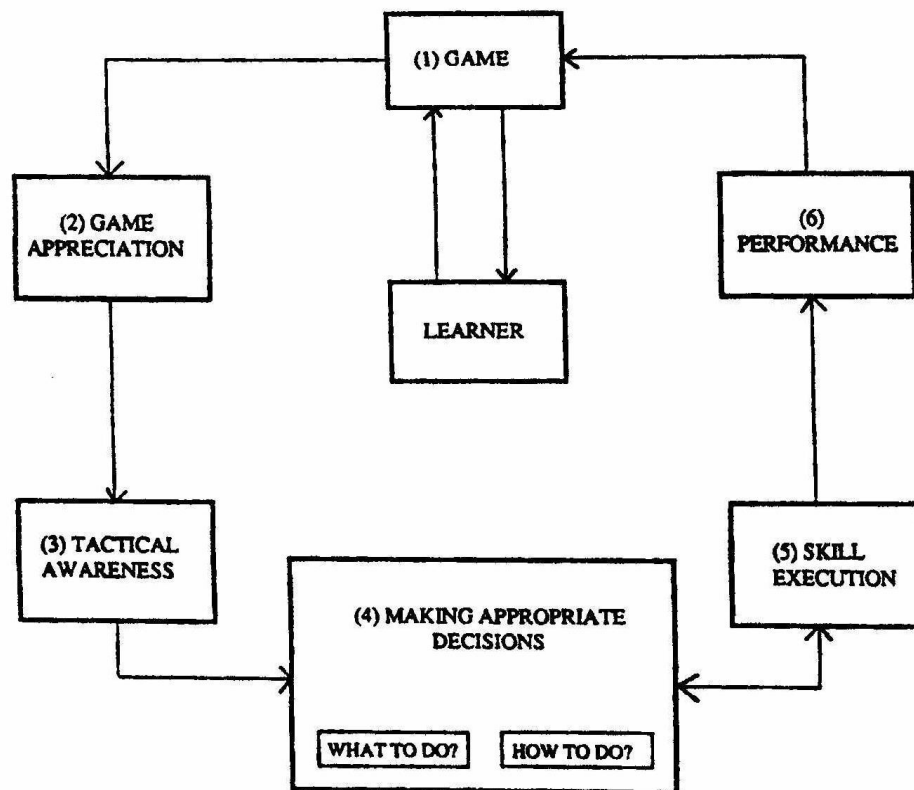 (1) GAME
(2) GAME
APPRECIATION
(6)
PERFORMANCE
LEARNER
(3) TACTICAL
AWARENESS
(4) MAKING APPROPRIATE
DECISIONS
(5) SKILL
EXECUTION
WHAT TO DO?
HOW TO DO?